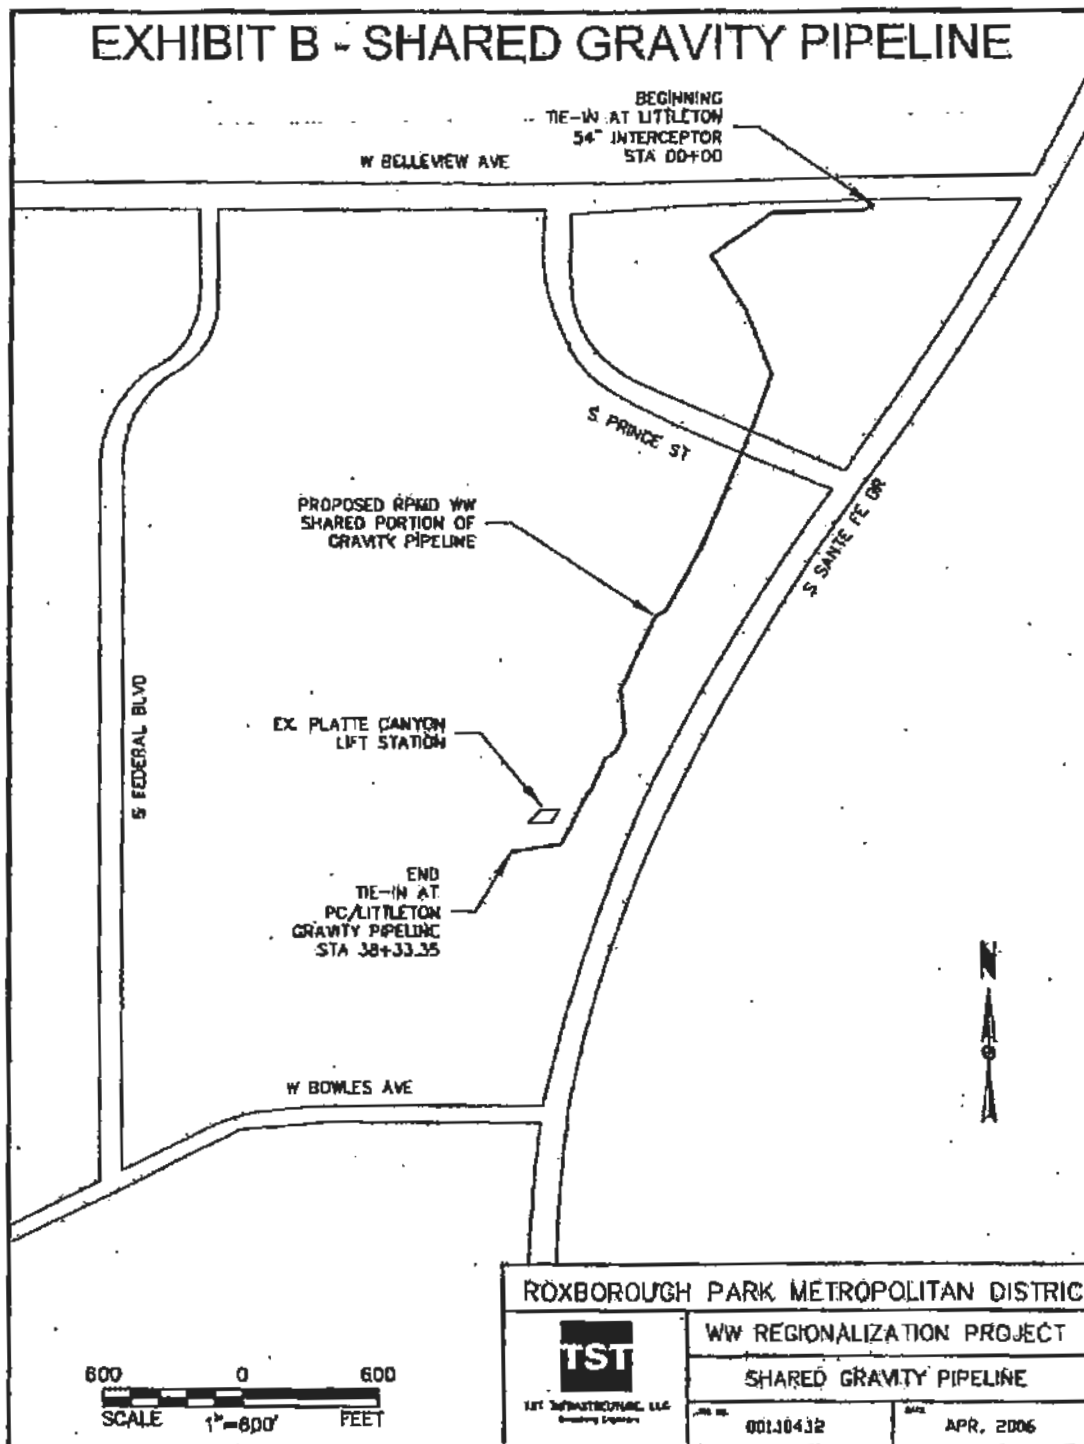 EXHIBIT B - SHARED GRAVITY PIPELINE
BEGINNING
TIE-IN AT LITTLETON
54" INTERCEPTOR
STA 00+00
W BELLEVIEW AVE
S PRINCE ST
S SANTE FE DR
PROPOSED RPMD WW
SHARED PORTION OF
GRAVITY PIPELINE
S FEDERAL BLVD
EX. PLATTE CANYON
LIFT STATION
END
TIE-IN AT
PC/LITTLETON
GRAVITY PIPELINE
STA 38+33.35
N
W BOWLES AVE
ROXBOROUGH PARK METROPOLITAN DISTRIC
WW REGIONALIZATION PROJECT
TST
SHARED GRAVITY PIPELINE
TST INFRASTRUCTURE, LLC
APR, 2006
600 0 600
SCALE 1"=600' FEET